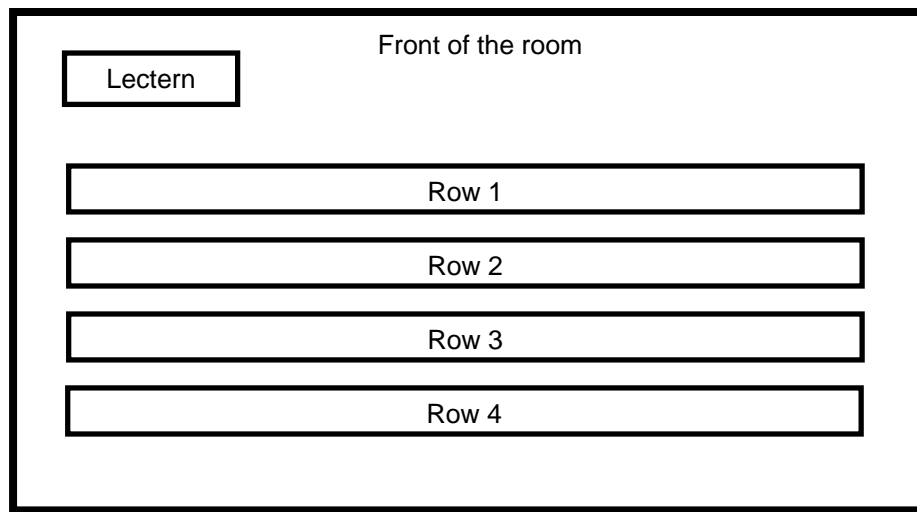 Front of the room
Lectern
Row 1
Row 2
Row 3
Row 4